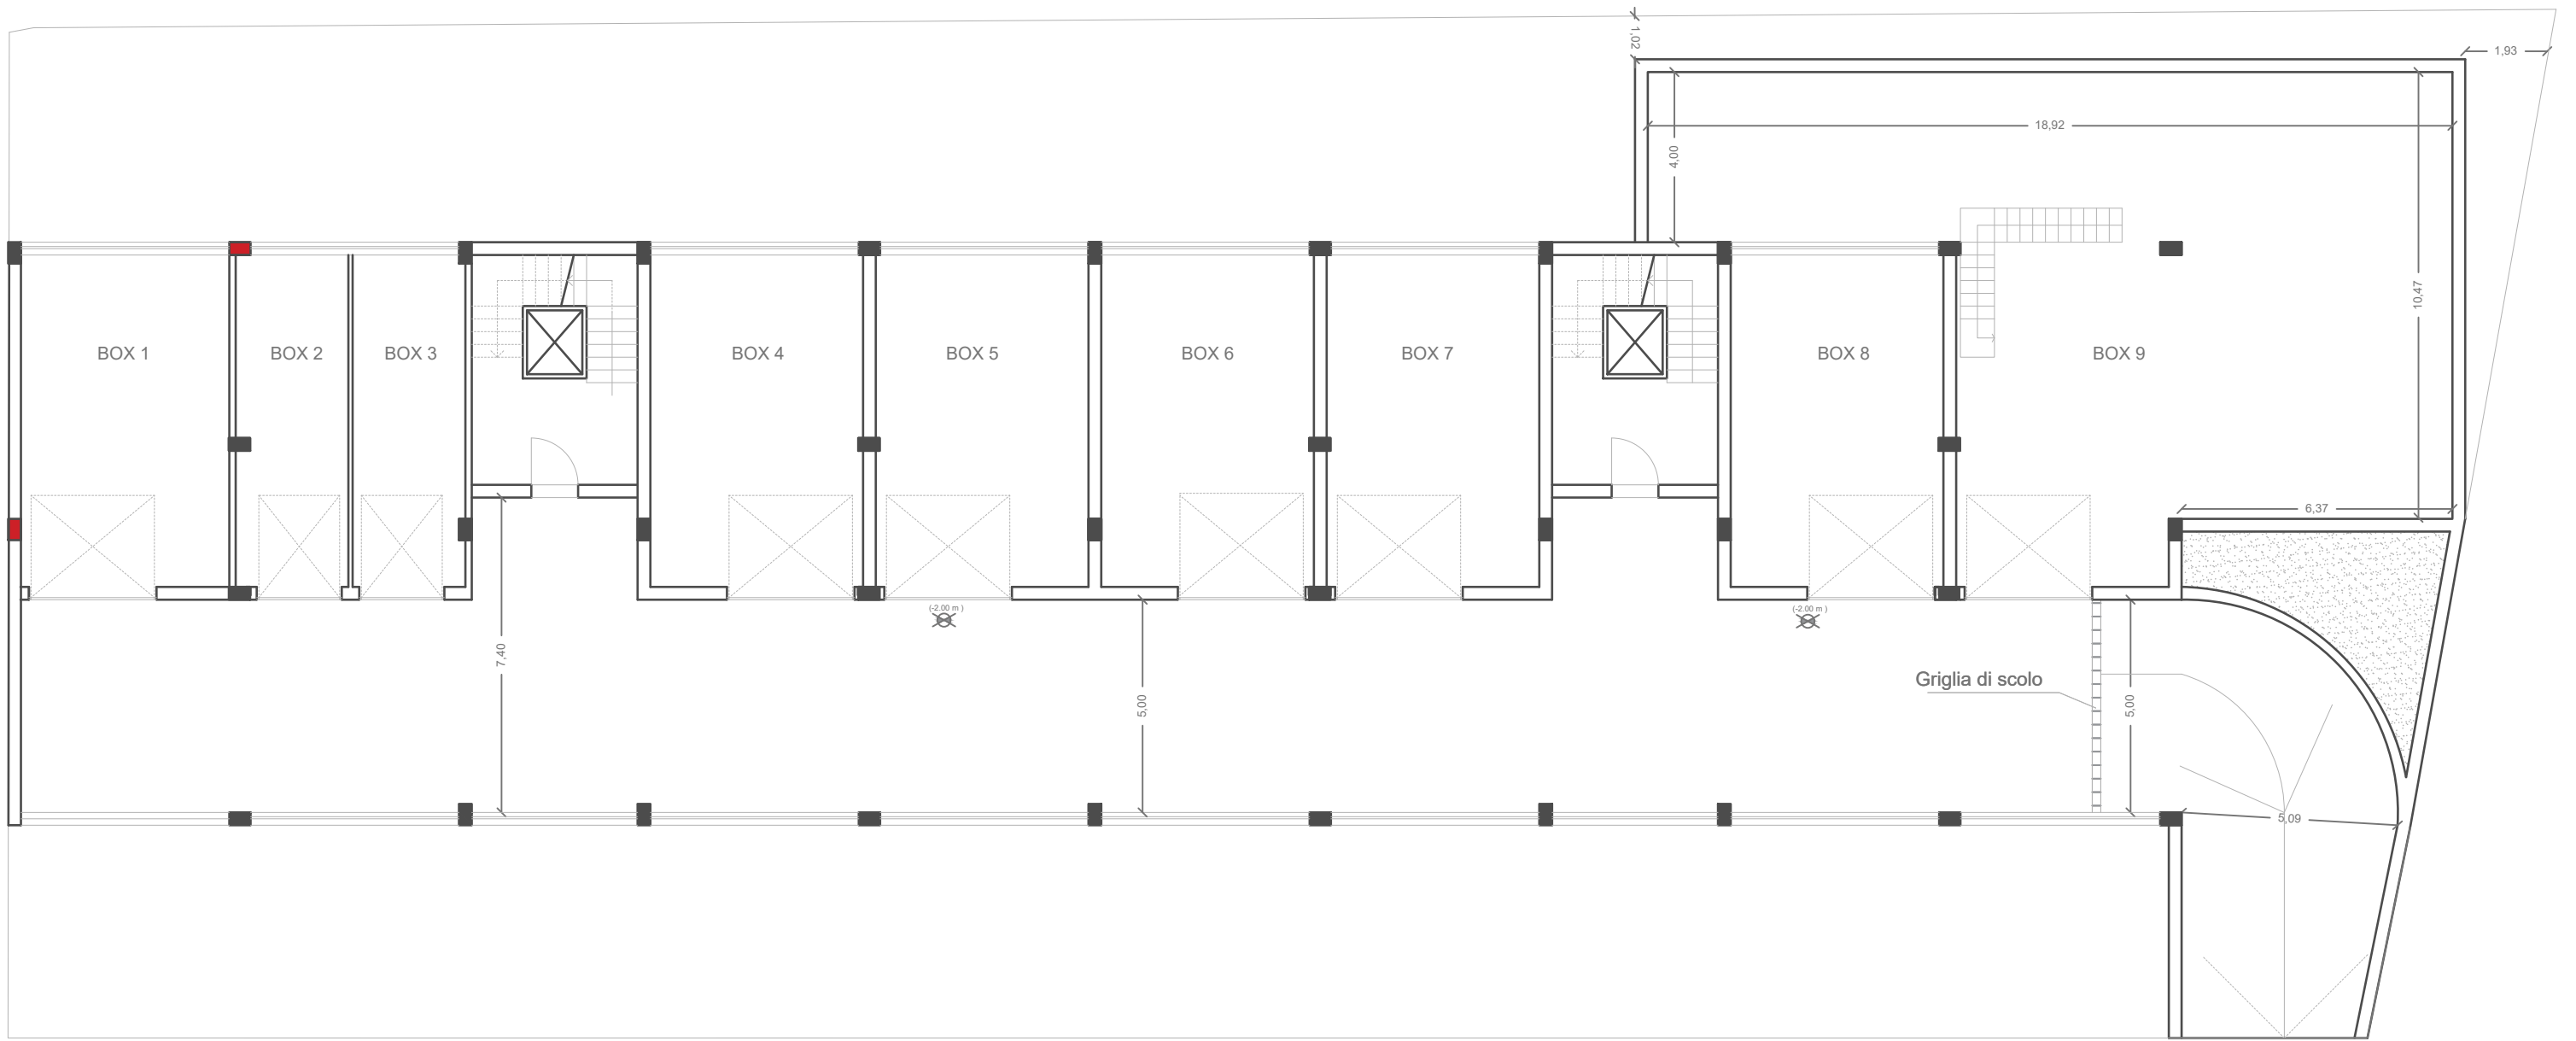 1,02
1,93
18,92
4,00
10,47
BOX 1
BOX 2
BOX 3
BOX 4
BOX 5
BOX 6
BOX 7
BOX 8
BOX 9
6,37
(-2.00 m )
(-2.00 m )
7,40
5,00
Griglia di scolo
5,00
5,09